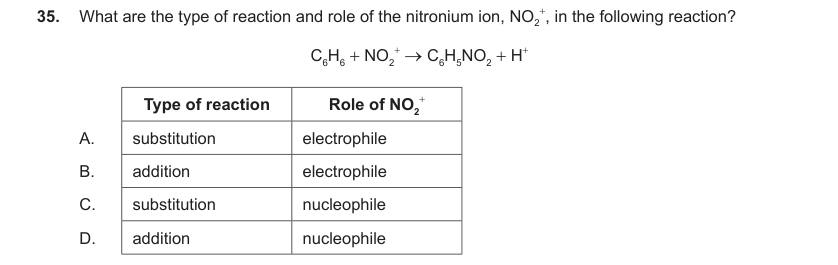 35. What are the type of reaction and role of the nitronium ion, NO₂⁺, in the following reaction?
C₆H₆ + NO₂⁺ → C₆H₅NO₂ + H⁺
Type of reaction Role of NO₂⁺
A. substitution electrophile
B. addition electrophile
C. substitution nucleophile
D. addition nucleophile